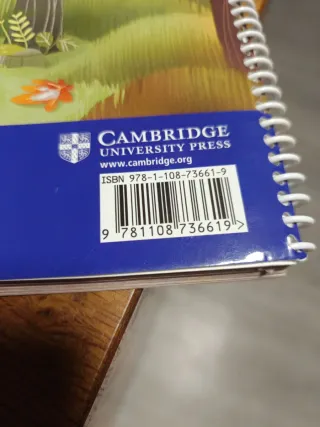 CAMBRIDGE
UNIVERSITY PRESS
www.cambridge.org
ISBN 978-1-108-73661-9
9 781108 736619 >